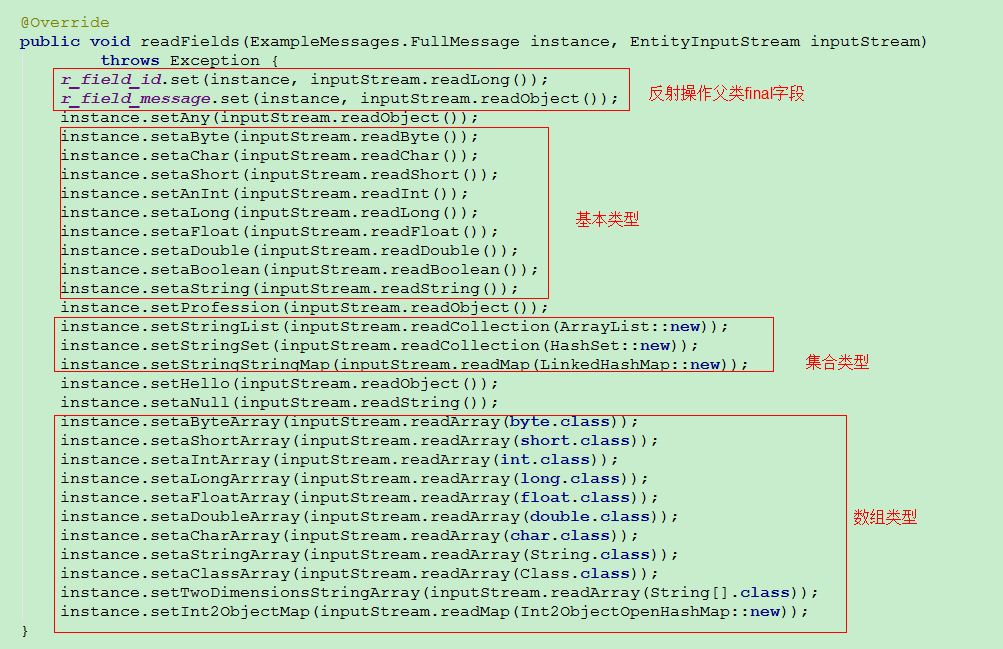 @Override
public void readFields(ExampleMessages.FullMessage instance, EntityInputStream inputStream)
throws Exception {
r_field_id.set(instance, inputStream.readLong());
r_field_message.set(instance, inputStream.readObject());
反射操作父类final字段
instance.setAny(inputStream.readObject());
instance.setaByte(inputStream.readByte());
instance.setaChar(inputStream.readChar());
instance.setaShort(inputStream.readShort());
instance.setAnInt(inputStream.readInt());
instance.setaLong(inputStream.readLong());
基本类型
instance.setaFloat(inputStream.readFloat());
instance.setaDouble(inputStream.readDouble());
instance.setaBoolean(inputStream.readBoolean());
instance.setaString(inputStream.readString());
instance.setProfession(inputStream.readObject());
instance.setStringList(inputStream.readCollection(ArrayList::new));
instance.setStringSet(inputStream.readCollection(HashSet::new));
instance.setStringStringMap(inputStream.readMap(LinkedHashMap::new));
集合类型
instance.setHello(inputStream.readObject());
instance.setaNull(inputStream.readString());
instance.setaByteArray(inputStream.readArray(byte.class));
instance.setaShortArray(inputStream.readArray(short.class));
instance.setaIntArray(inputStream.readArray(int.class));
instance.setaLongArrray(inputStream.readArray(long.class));
instance.setaFloatArray(inputStream.readArray(float.class));
instance.setaDoubleArray(inputStream.readArray(double.class));
数组类型
instance.setaCharArray(inputStream.readArray(char.class));
instance.setaStringArray(inputStream.readArray(String.class));
instance.setaClassArray(inputStream.readArray(Class.class));
instance.setTwoDimensionsStringArray(inputStream.readArray(String[].class));
instance.setInt2ObjectMap(inputStream.readMap(Int2ObjectOpenHashMap::new));
}